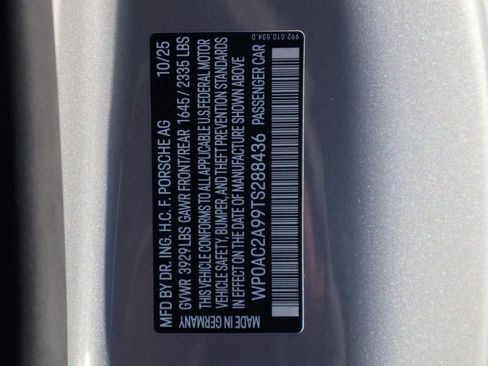 992.010.534.0
MFD BY DR. ING. H.C. F. PORSCHE AG 10/25
GVWR 3929 LBS GAWR FRONT/REAR 1645 / 2335 LBS
THIS VEHICLE CONFORMS TO ALL APPLICABLE U.S.FEDERAL MOTOR
VEHICLE SAFETY, BUMPER, AND THEFT PREVENTION STANDARDS
IN EFFECT ON THE DATE OF MANUFACTURE SHOWN ABOVE
WP0AC2A99TS288436 PASSENGER CAR
MADE IN GERMANY